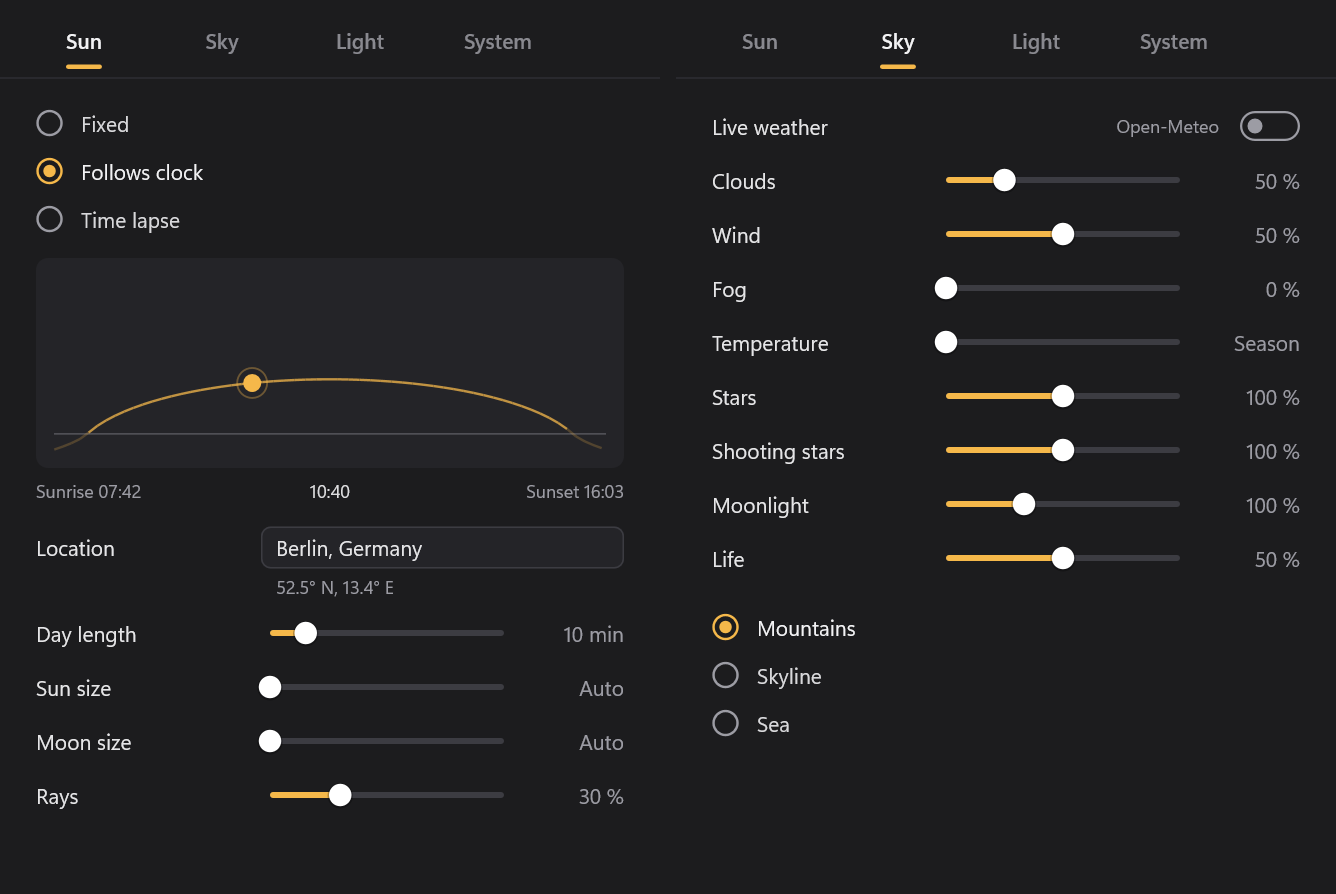 Sun Sky Light System
Fixed
Follows clock
Time lapse
Sunrise 07:42 10:40 Sunset 16:03
Location Berlin, Germany
52.5° N, 13.4° E
Day length 10 min
Sun size Auto
Moon size Auto
Rays 30 %
Sun Sky Light System
Live weather Open-Meteo
Clouds 50 %
Wind 50 %
Fog 0 %
Temperature Season
Stars 100 %
Shooting stars 100 %
Moonlight 100 %
Life 50 %
Mountains
Skyline
Sea